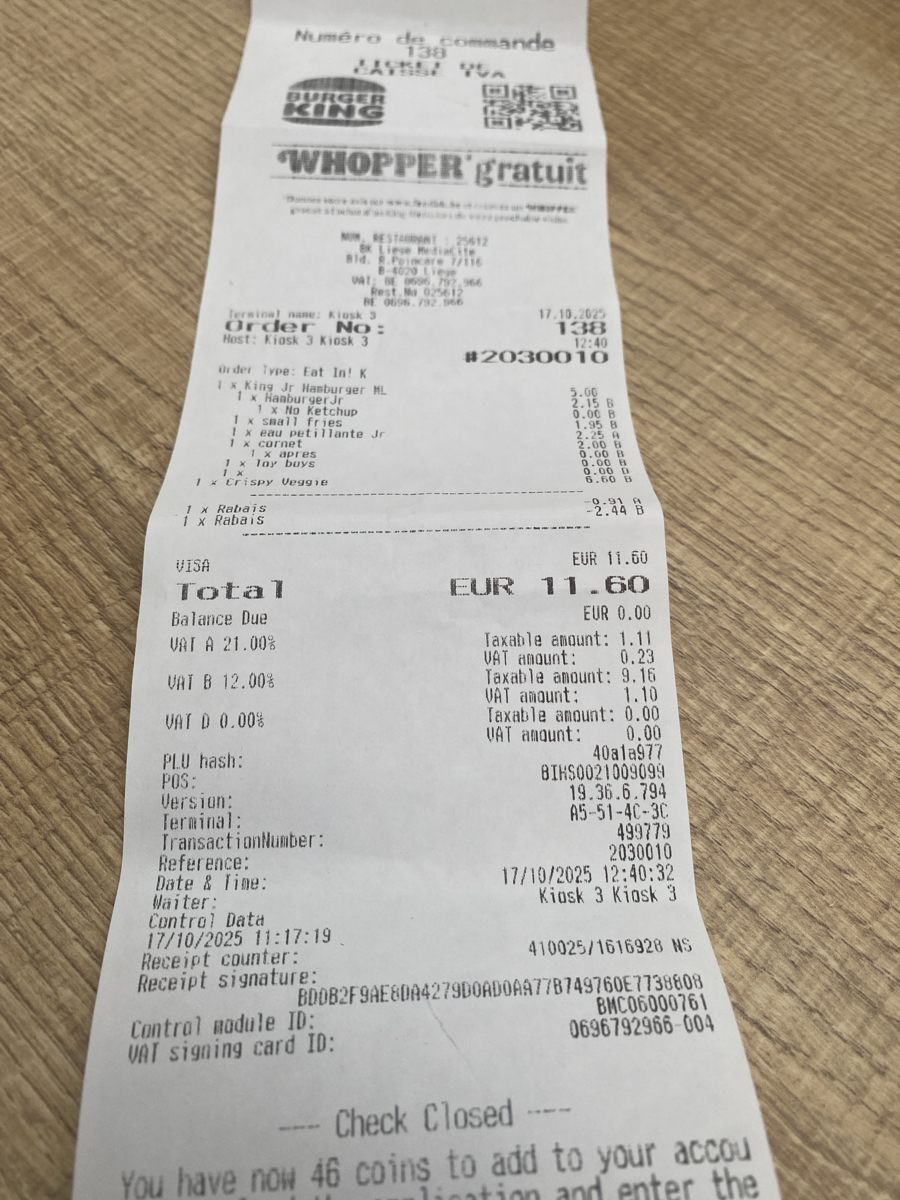 Numéro de commande
138
TICKET DE
CAISSE TVA
BURGER
KING
WHOPPER® gratuit
NUM. RESTAURANT : 25612
BK Liege MediaCite
Bld. R.Poincare 7/116
B-4020 Liege
VAT: BE 0696.792.966
Rest.No 025612
BE 0696.792.966
Terminal name: Kiosk 3 17.10.2025
Order No: 138
Host: Kiosk 3 Kiosk 3 12:40
#2030010
Order Type: Eat In! K
1 x King Jr Hamburger ML 5.00
1 x HamburgerJr 2.15 B
1 x No Ketchup 0.00 B
1 x small fries 1.95 B
1 x eau petillante Jr 2.25 A
1 x cornet 2.00 B
1 x apres 0.00 B
1 x Toy boys 0.00 B
1 x 0.00 D
1 x Crispy Veggie 6.60 B
1 x Rabais -0.91 A
1 x Rabais -2.44 B
VISA EUR 11.60
Total EUR 11.60
Balance Due EUR 0.00
VAT A 21.00% Taxable amount: 1.11
VAT amount: 0.23
VAT B 12.00% Taxable amount: 9.16
VAT amount: 1.10
VAT D 0.00% Taxable amount: 0.00
VAT amount: 0.00
PLU hash: 40a1a977
POS: BIHS0021009099
Version: 19.36.6.794
Terminal: A5-51-4C-3C
TransactionNumber: 499779
Reference: 2030010
Date & Time: 17/10/2025 12:40:32
Waiter: Kiosk 3 Kiosk 3
Control Data
17/10/2025 11:17:19
Receipt counter: 410025/1616928 NS
Receipt signature:
BD0B2F9AE8DA4279D0AD0AA77B749760E7738808
Control module ID: BMC06000761
VAT signing card ID: 0696792966-004
---- Check Closed ----
You have now 46 coins to add to your accou
application and enter the